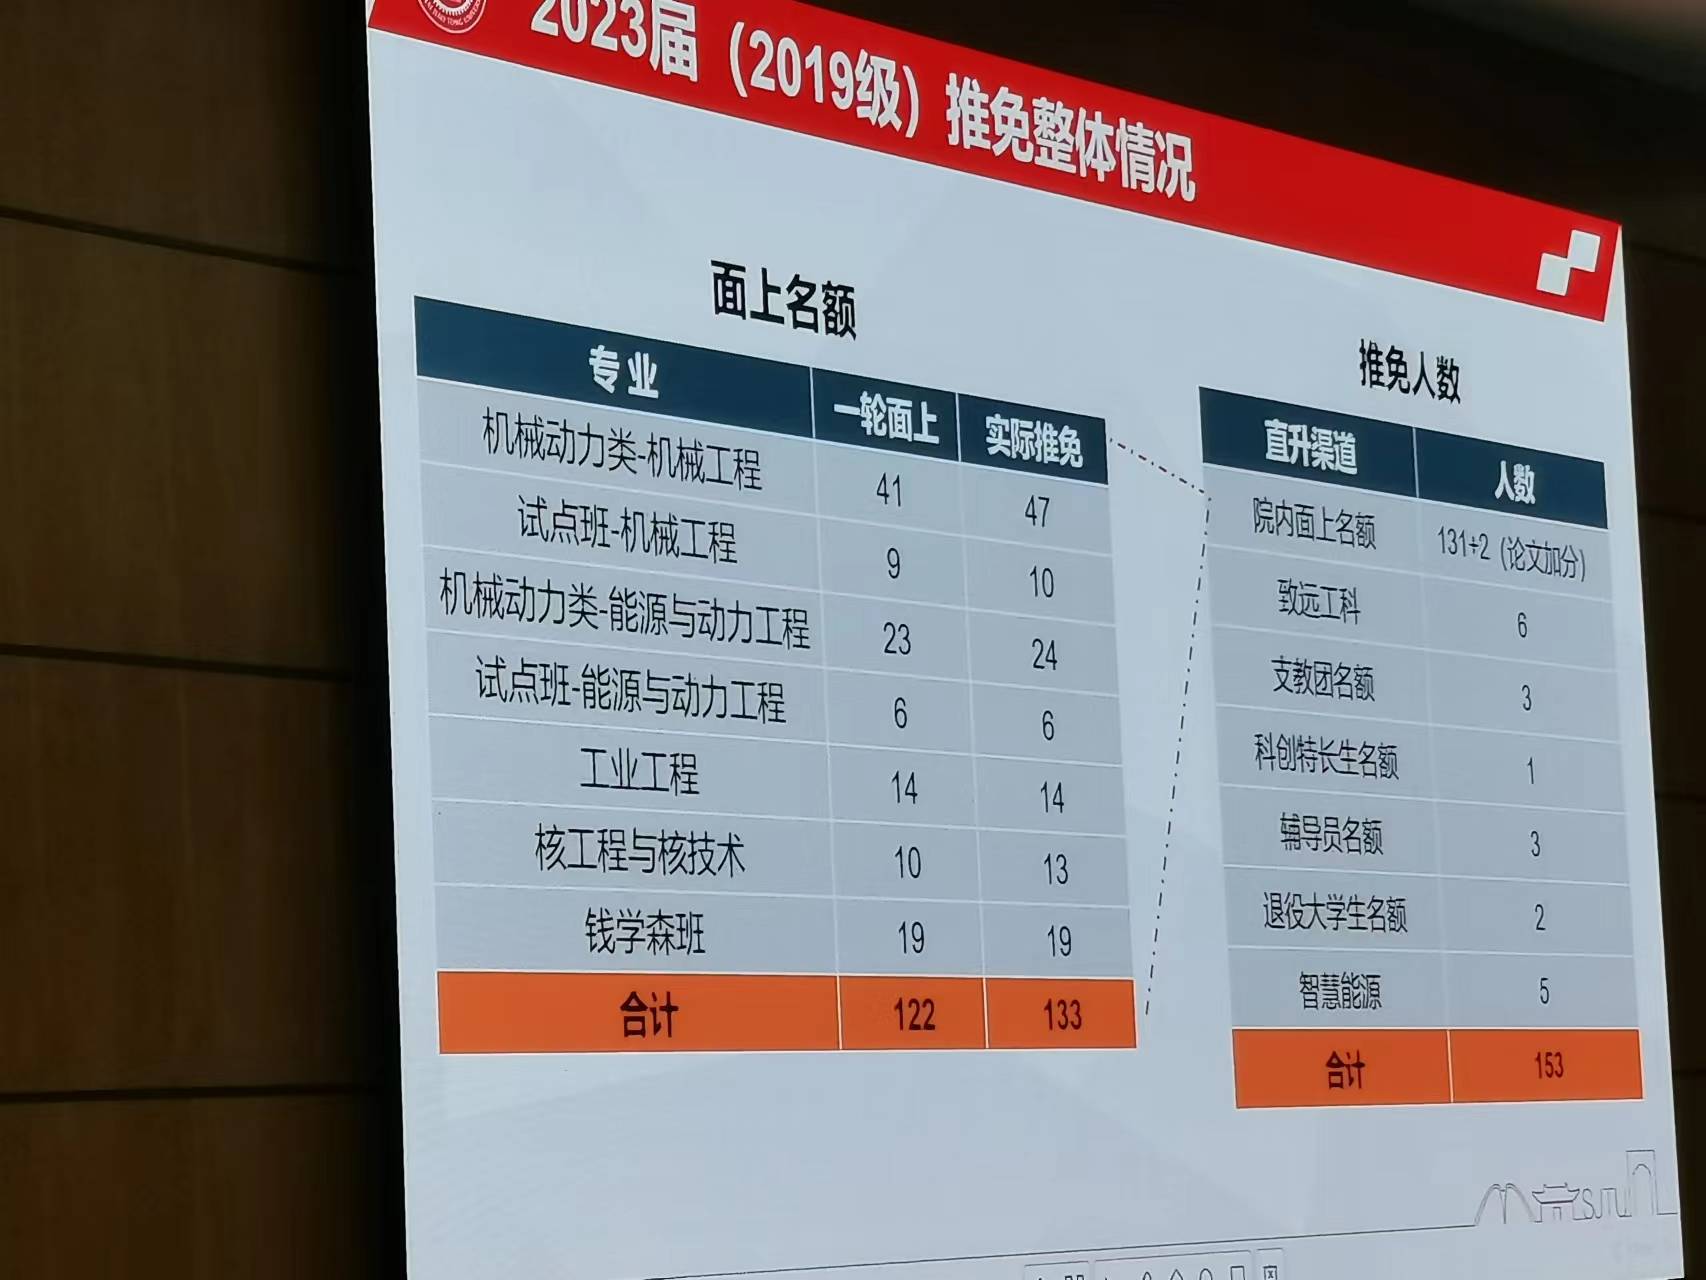 2023届（2019级）推免整体情况
面上名额
专业 一轮面上 实际推免
机械动力类-机械工程 41 47
试点班-机械工程 9 10
机械动力类-能源与动力工程 23 24
试点班-能源与动力工程 6 6
工业工程 14 14
核工程与核技术 10 13
钱学森班 19 19
合计 122 133
推免人数
直升渠道 人数
院内面上名额 131+2（论文加分）
致远工科 6
支教团名额 3
科创特长生名额 1
辅导员名额 3
退役大学生名额 2
智慧能源 5
合计 153
SJTU